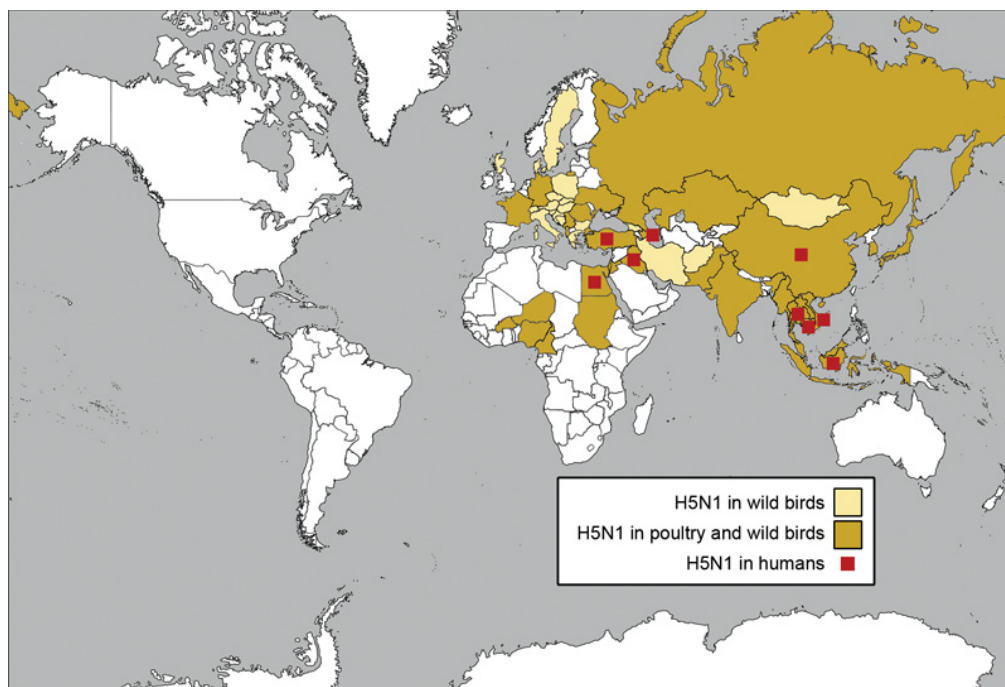 H5N1 in wild birds
H5N1 in poultry and wild birds
H5N1 in humans